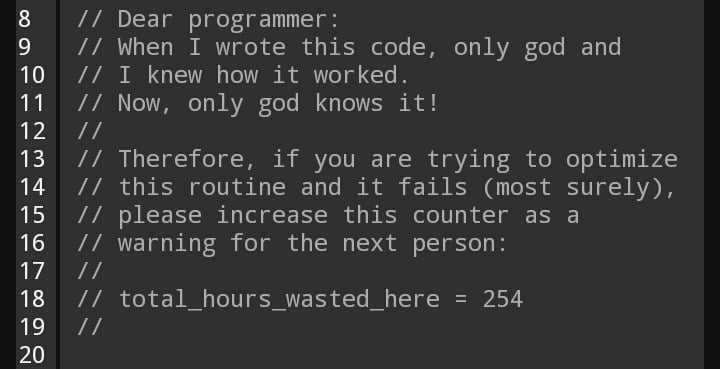 8 // Dear programmer:
9 // When I wrote this code, only god and
10 // I knew how it worked.
11 // Now, only god knows it!
12 //
13 // Therefore, if you are trying to optimize
14 // this routine and it fails (most surely),
15 // please increase this counter as a
16 // warning for the next person:
17 //
18 // total_hours_wasted_here = 254
19 //
20